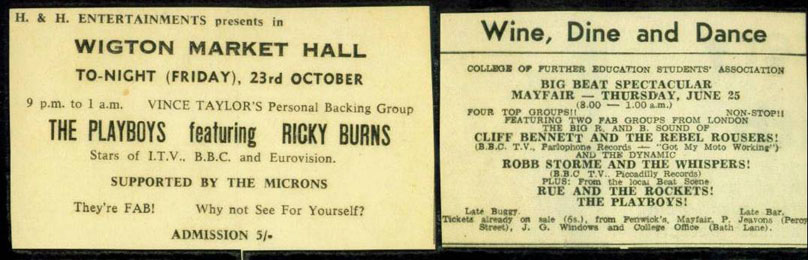 H. & H. ENTERTAINMENTS presents in
WIGTON MARKET HALL
TO-NIGHT (FRIDAY), 23rd OCTOBER
9 p.m. to 1 a.m. VINCE TAYLOR'S Personal Backing Group
THE PLAYBOYS featuring RICKY BURNS
Stars of I.T.V., B.B.C. and Eurovision.
SUPPORTED BY THE MICRONS
They're FAB! Why not See For Yourself?
ADMISSION 5/-
Wine, Dine and Dance
COLLEGE OF FURTHER EDUCATION STUDENTS' ASSOCIATION
BIG BEAT SPECTACULAR
MAYFAIR — THURSDAY, JUNE 25
(8.00 — 1.00 a.m.)
FOUR TOP GROUPS!! NON-STOP!!
FEATURING TWO FAB GROUPS FROM LONDON
THE BIG R. AND B. SOUND OF
CLIFF BENNETT AND THE REBEL ROUSERS!
(B.B.C. T.V., Parlophone Records — "Got My Moto Working")
AND THE DYNAMIC
ROBB STORME AND THE WHISPERS!
(B.B.C T.V., Piccadilly Records)
PLUS: From the local Beat Scene
RUE AND THE ROCKETS!
THE PLAYBOYS!
Late Buggy. Late Bar.
Tickets already on sale (6s.), from Fenwick's, Mayfair, P. Jeavons (Percy
Street), J. G. Windows and College Office (Bath Lane).